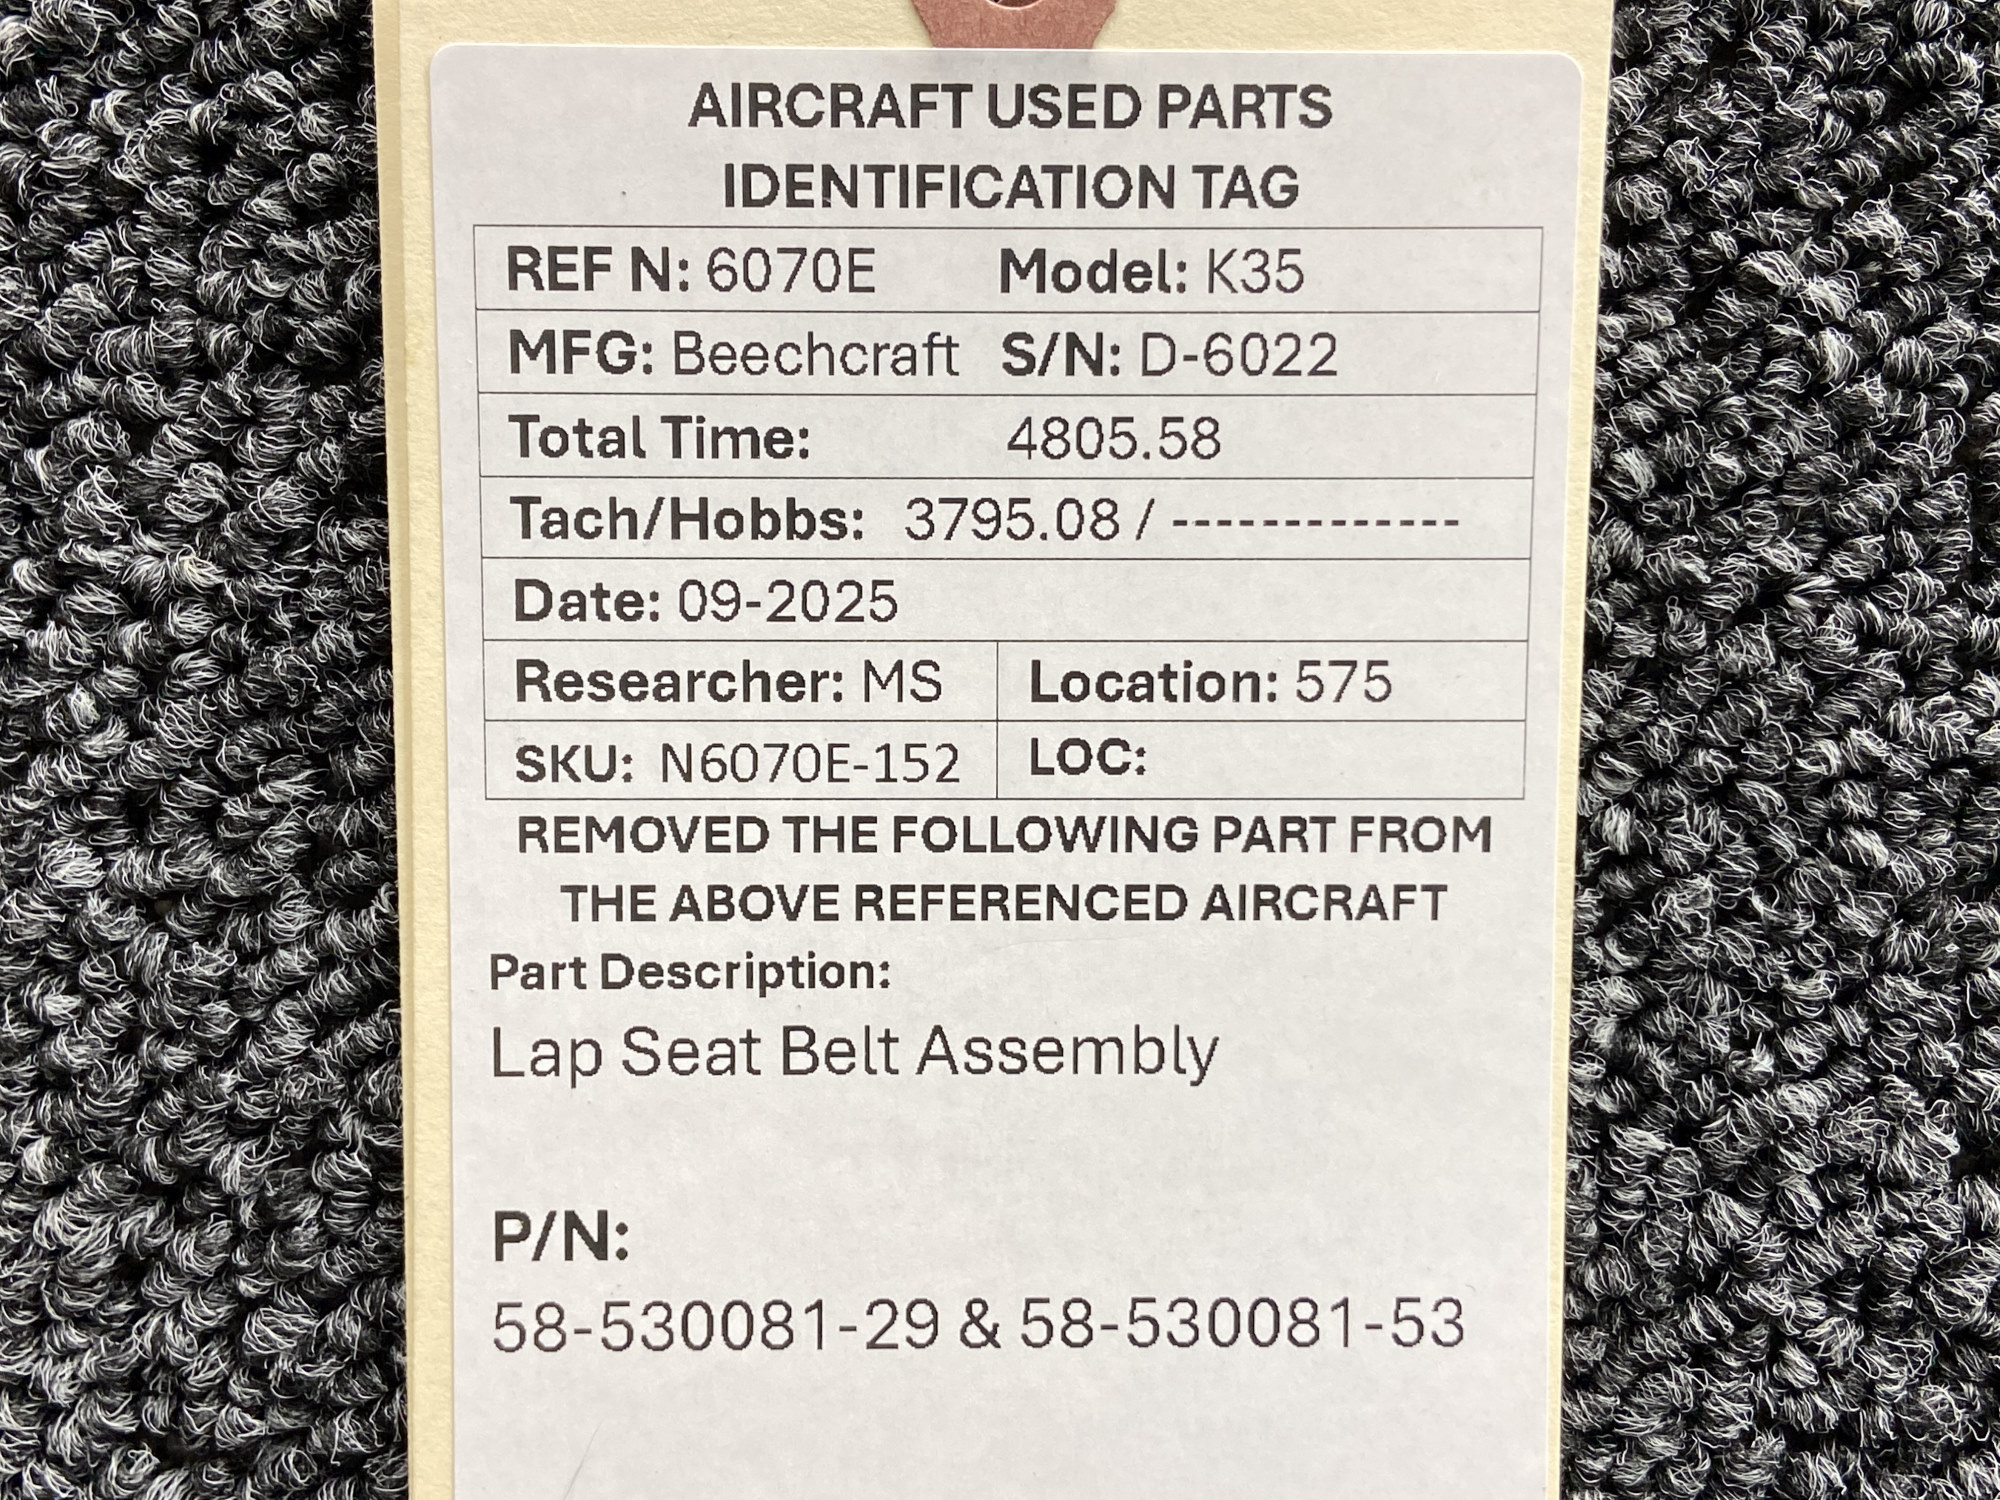 AIRCRAFT USED PARTS
IDENTIFICATION TAG
REF N: 6070E Model: K35
MFG: Beechcraft S/N: D-6022
Total Time: 4805.58
Tach/Hobbs: 3795.08 / -------------
Date: 09-2025
Researcher: MS Location: 575
SKU: N6070E-152 LOC:
REMOVED THE FOLLOWING PART FROM
THE ABOVE REFERENCED AIRCRAFT
Part Description:
Lap Seat Belt Assembly
P/N:
58-530081-29 & 58-530081-53